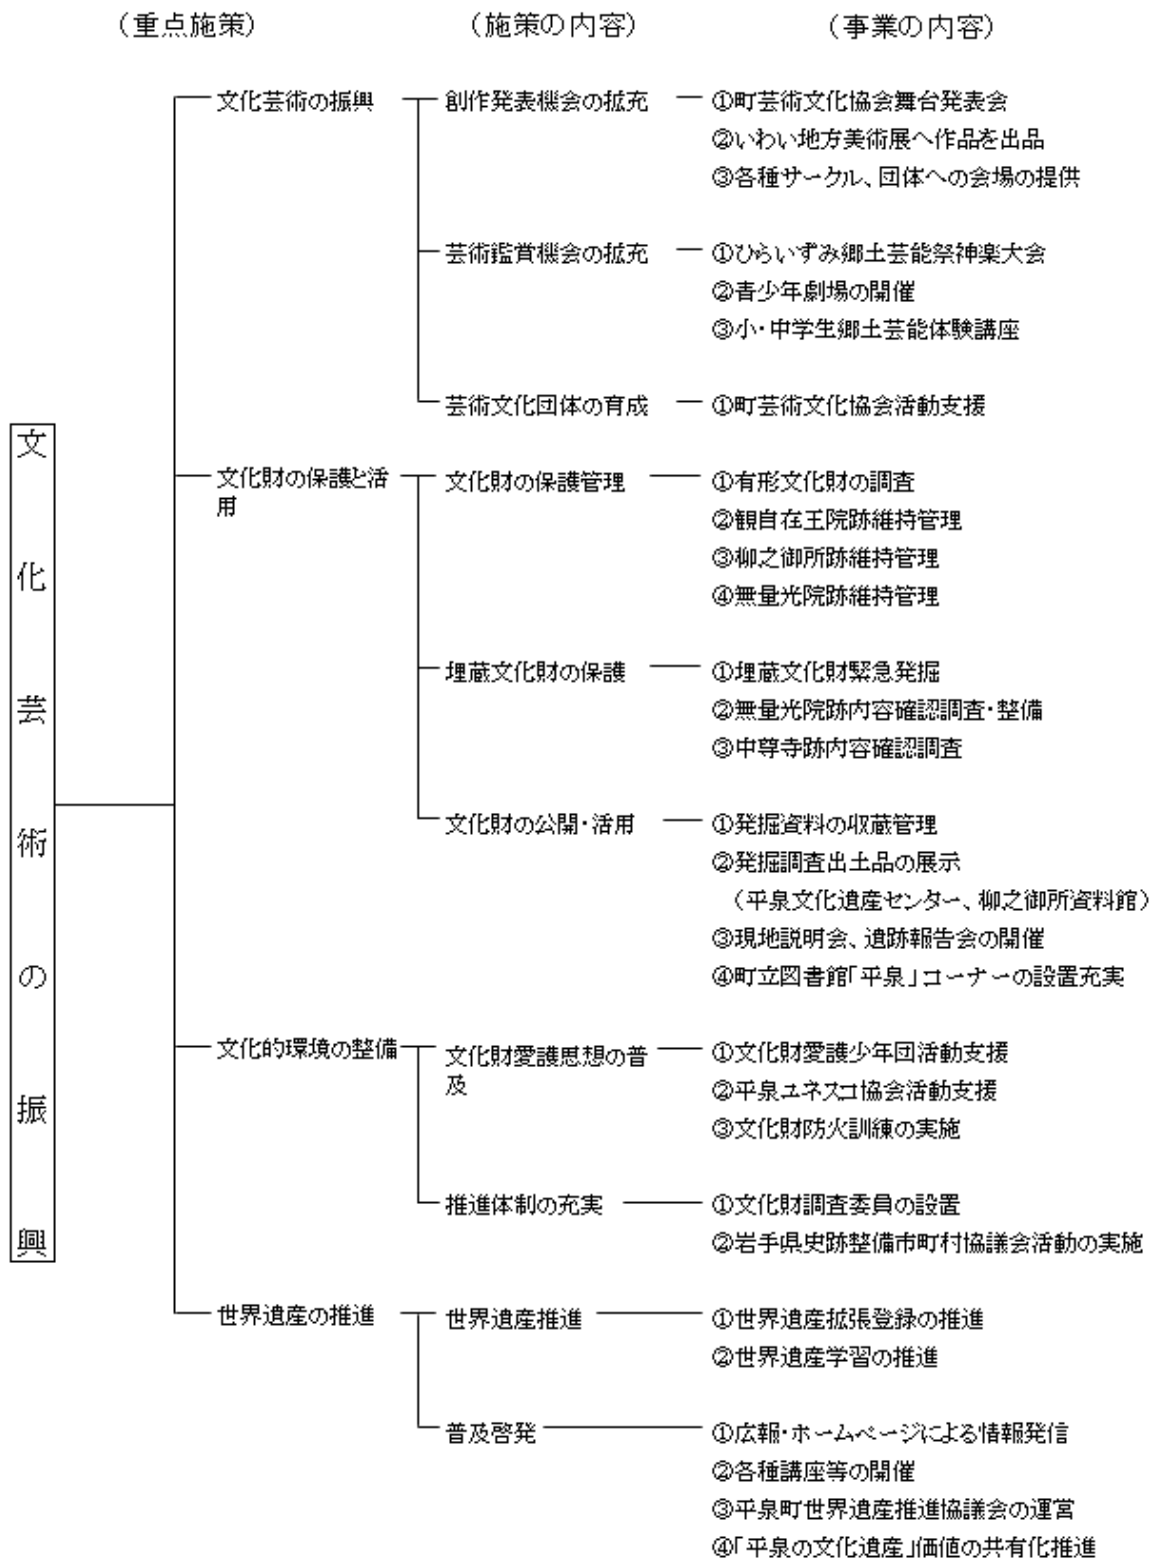 （重点施策） （施策の内容） （事業の内容）
文化芸術の振興 創作発表機会の拡充 ①町芸術文化協会舞台発表会
②いわい地方美術展へ作品を出品
③各種サークル、団体への会場の提供
芸術鑑賞機会の拡充 ①ひらいずみ郷土芸能祭神楽大会
②青少年劇場の開催
③小・中学生郷土芸能体験講座
芸術文化団体の育成 ①町芸術文化協会活動支援
文化芸術の振興
文化財の保護と活用 文化財の保護管理 ①有形文化財の調査
②観自在王院跡維持管理
③柳之御所跡維持管理
④無量光院跡維持管理
埋蔵文化財の保護 ①埋蔵文化財緊急発掘
②無量光院跡内容確認調査・整備
③中尊寺跡内容確認調査
文化財の公開・活用 ①発掘資料の収蔵管理
②発掘調査出土品の展示
（平泉文化遺産センター、柳之御所資料館）
③現地説明会、遺跡報告会の開催
④町立図書館「平泉」コーナーの設置充実
文化的環境の整備 文化財愛護思想の普及 ①文化財愛護少年団活動支援
②平泉ユネスコ協会活動支援
③文化財防火訓練の実施
推進体制の充実 ①文化財調査委員の設置
②岩手県史跡整備市町村協議会活動の実施
世界遺産の推進 世界遺産推進 ①世界遺産拡張登録の推進
②世界遺産学習の推進
普及啓発 ①広報・ホームページによる情報発信
②各種講座等の開催
③平泉町世界遺産推進協議会の運営
④「平泉の文化遺産」価値の共有化推進